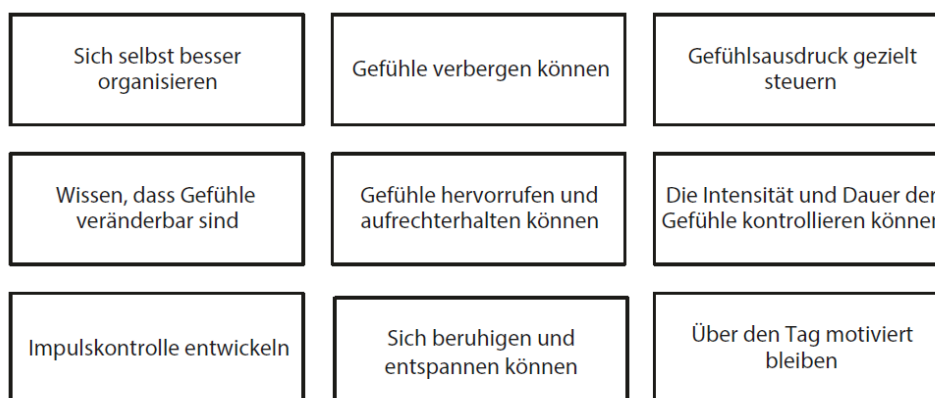 Sich selbst besser
organisieren
Gefühle verbergen können
Gefühlsausdruck gezielt
steuern
Wissen, dass Gefühle
veränderbar sind
Gefühle hervorrufen und
aufrechterhalten können
Die Intensität und Dauer der
Gefühle kontrollieren können
Impulskontrolle entwickeln
Sich beruhigen und
entspannen können
Über den Tag motiviert
bleiben